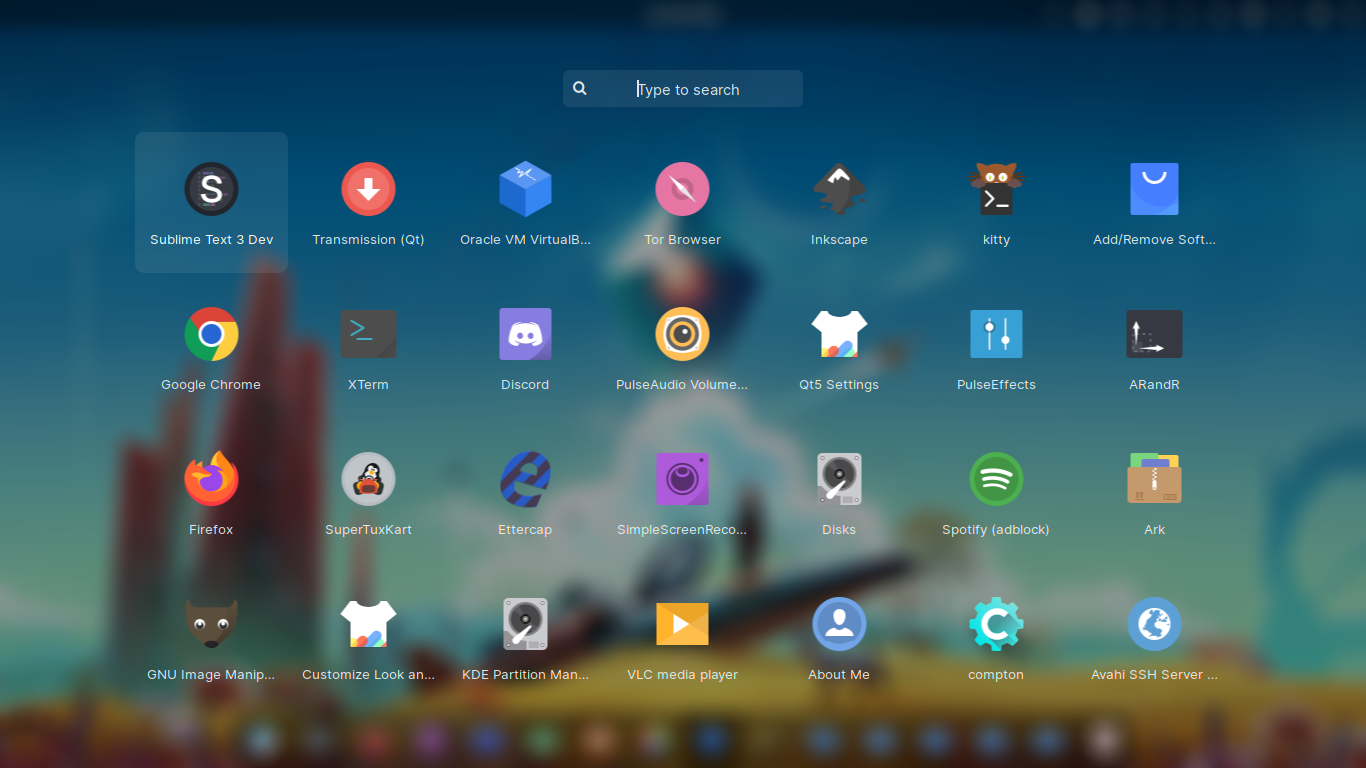 Type to search
Sublime Text 3 Dev
Transmission (Qt)
Oracle VM VirtualB...
Tor Browser
Inkscape
kitty
Add/Remove Soft...
Google Chrome
XTerm
Discord
PulseAudio Volume...
Qt5 Settings
PulseEffects
ARandR
Firefox
SuperTuxKart
Ettercap
SimpleScreenReco...
Disks
Spotify (adblock)
Ark
GNU Image Manip...
Customize Look an...
KDE Partition Man...
VLC media player
About Me
compton
Avahi SSH Server ...